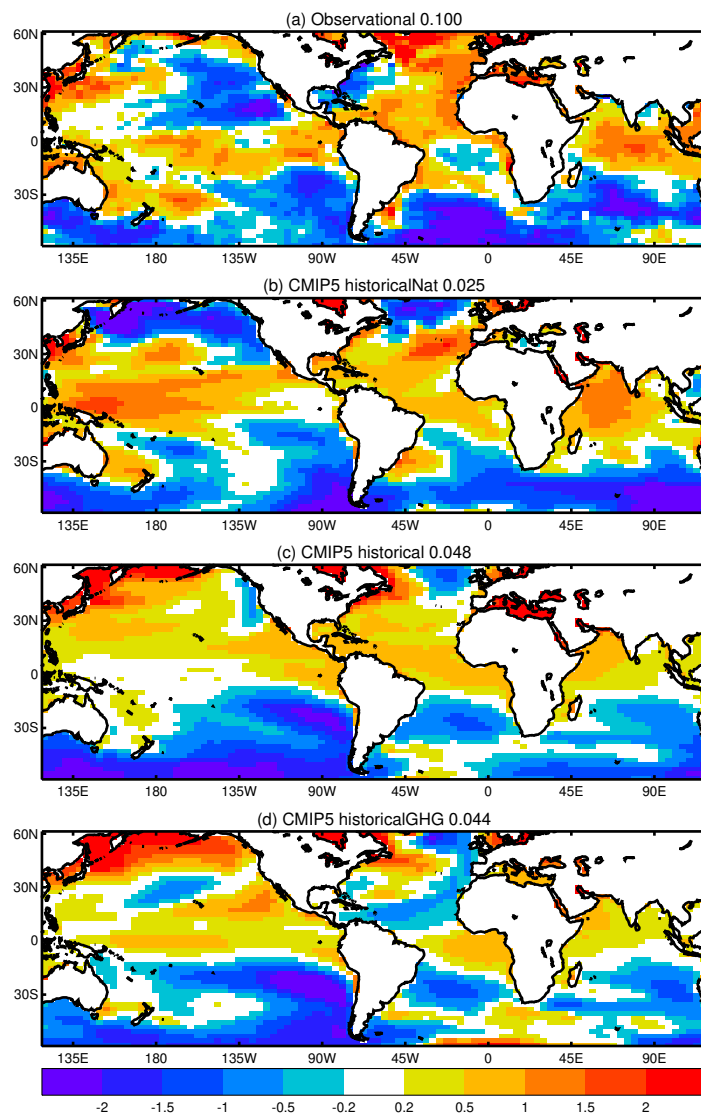 (a) Observational 0.100
60N
30N
0
30S
135E 180 135W 90W 45W 0 45E 90E
(b) CMIP5 historicalNat 0.025
60N
30N
0
30S
135E 180 135W 90W 45W 0 45E 90E
(c) CMIP5 historical 0.048
60N
30N
0
30S
135E 180 135W 90W 45W 0 45E 90E
(d) CMIP5 historicalGHG 0.044
60N
30N
0
30S
135E 180 135W 90W 45W 0 45E 90E
-2 -1.5 -1 -0.5 -0.2 0.2 0.5 1 1.5 2